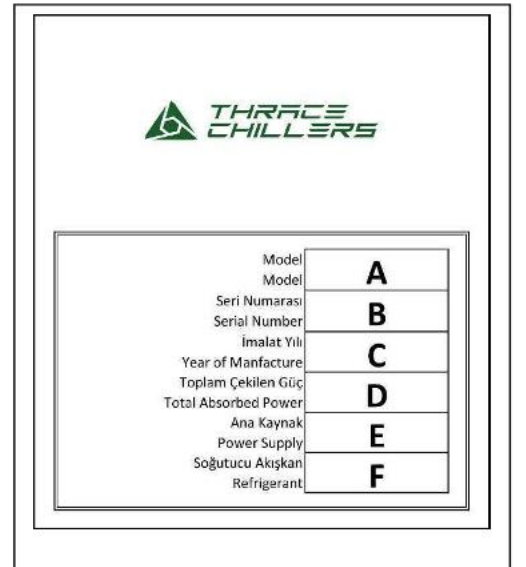 THRACE
CHILLERS
Model
Model
A
Seri Numarası
Serial Number
B
İmalat Yılı
Year of Manfacture
C
Toplam Çekilen Güç
Total Absorbed Power
D
Ana Kaynak
Power Supply
E
Soğutucu Akışkan
Refrigerant
F